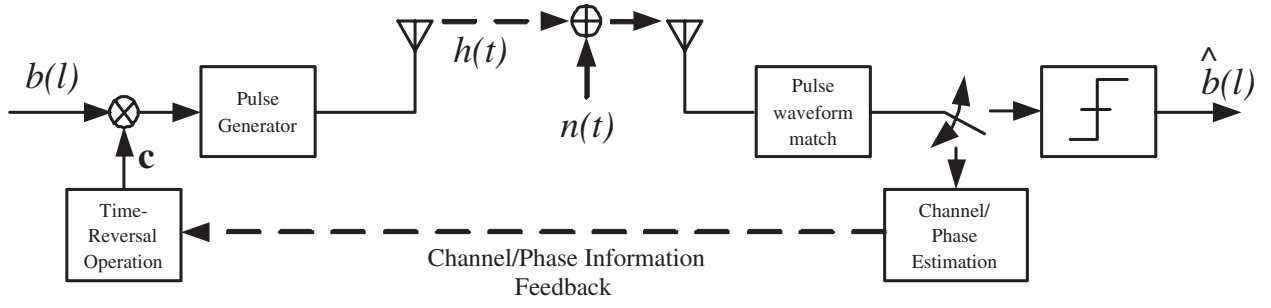 b(l)
Pulse
Generator
h(t)
n(t)
Pulse
waveform
match
^
b(l)
c
Time-
Reversal
Operation
Channel/Phase Information
Feedback
Channel/
Phase
Estimation